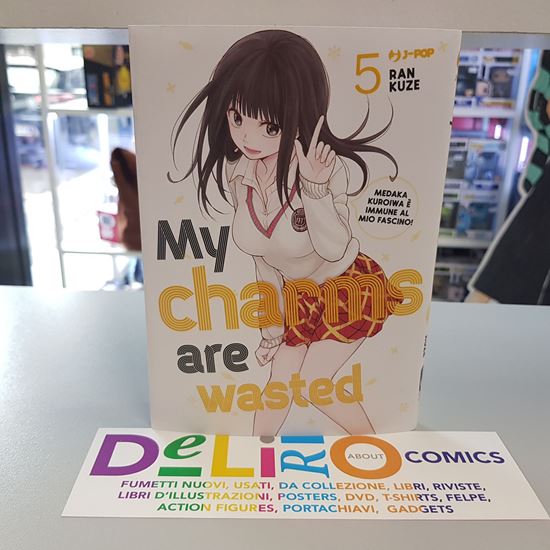 5
J-POP
RAN
KUZE
MEDAKA
KUROIWA È
IMMUNE AL
MIO FASCINO!
My
charms
are
wasted
DeLiRiO
ABOUT
COMICS
FUMETTI NUOVI, USATI, DA COLLEZIONE, LIBRI, RIVISTE,
LIBRI D'ILLUSTRAZIONI, POSTERS, DVD, T-SHIRTS, FELPE,
ACTION FIGURES, PORTACHIAVI, GADGETS